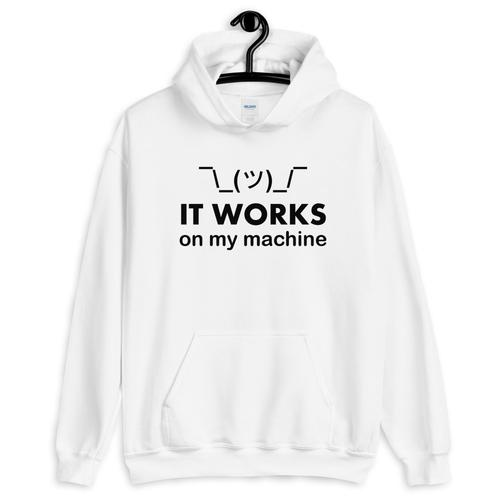 ¯\_(ツ)_/¯
IT WORKS
on my machine